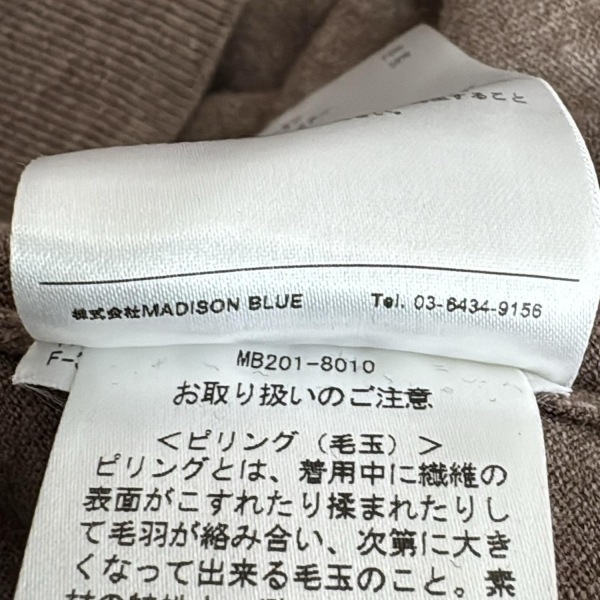 すること
株式会社MADISON BLUE Tel. 03-6434-9156
F-
MB201-8010
お取り扱いのご注意
＜ピリング（毛玉）＞
ピリングとは、着用中に繊維の
表面がこすれたり揉まれたりし
て毛羽が絡み合い、次第に大き
くなって出来る毛玉のこと。素